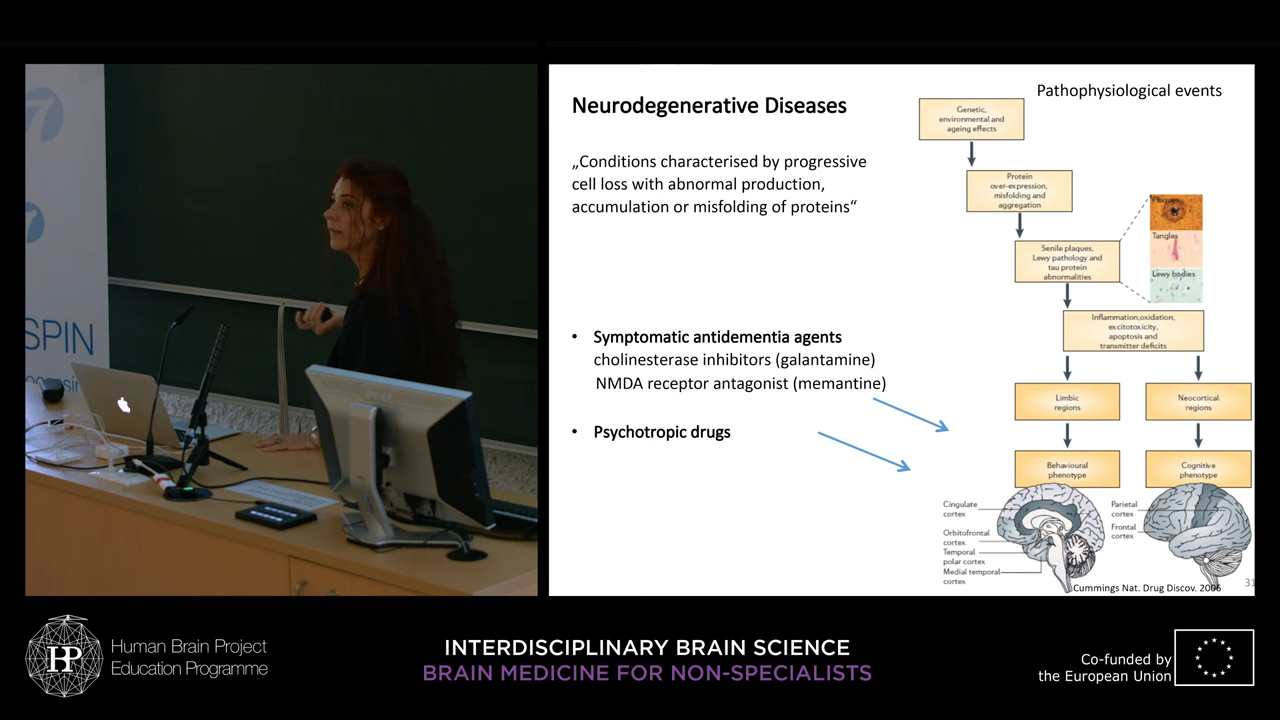 SPIN
Neurodegenerative Diseases
„Conditions characterised by progressive
cell loss with abnormal production,
accumulation or misfolding of proteins“
• Symptomatic antidementia agents
cholinesterase inhibitors (galantamine)
NMDA receptor antagonist (memantine)
• Psychotropic drugs
Pathophysiological events
Genetic,
environmental and
ageing effects
Protein
over-expression,
misfolding and
aggregation
Senile plaques,
Lewy pathology and
tau protein
abnormalities
Plaques
Tangles
Lewy bodies
Inflammation,oxidation,
excitotoxicity,
apoptosis and
transmitter deficits
Limbic
regions
Neocortical
regions
Behavioural
phenotype
Cognitive
phenotype
Cingulate
cortex
Orbitofrontal
cortex
Temporal
polar cortex
Medial temporal
cortex
Parietal
cortex
Frontal
cortex
31
Cummings Nat. Drug Discov. 2006
HBP
Human Brain Project
Education Programme
INTERDISCIPLINARY BRAIN SCIENCE
BRAIN MEDICINE FOR NON-SPECIALISTS
Co-funded by
the European Union